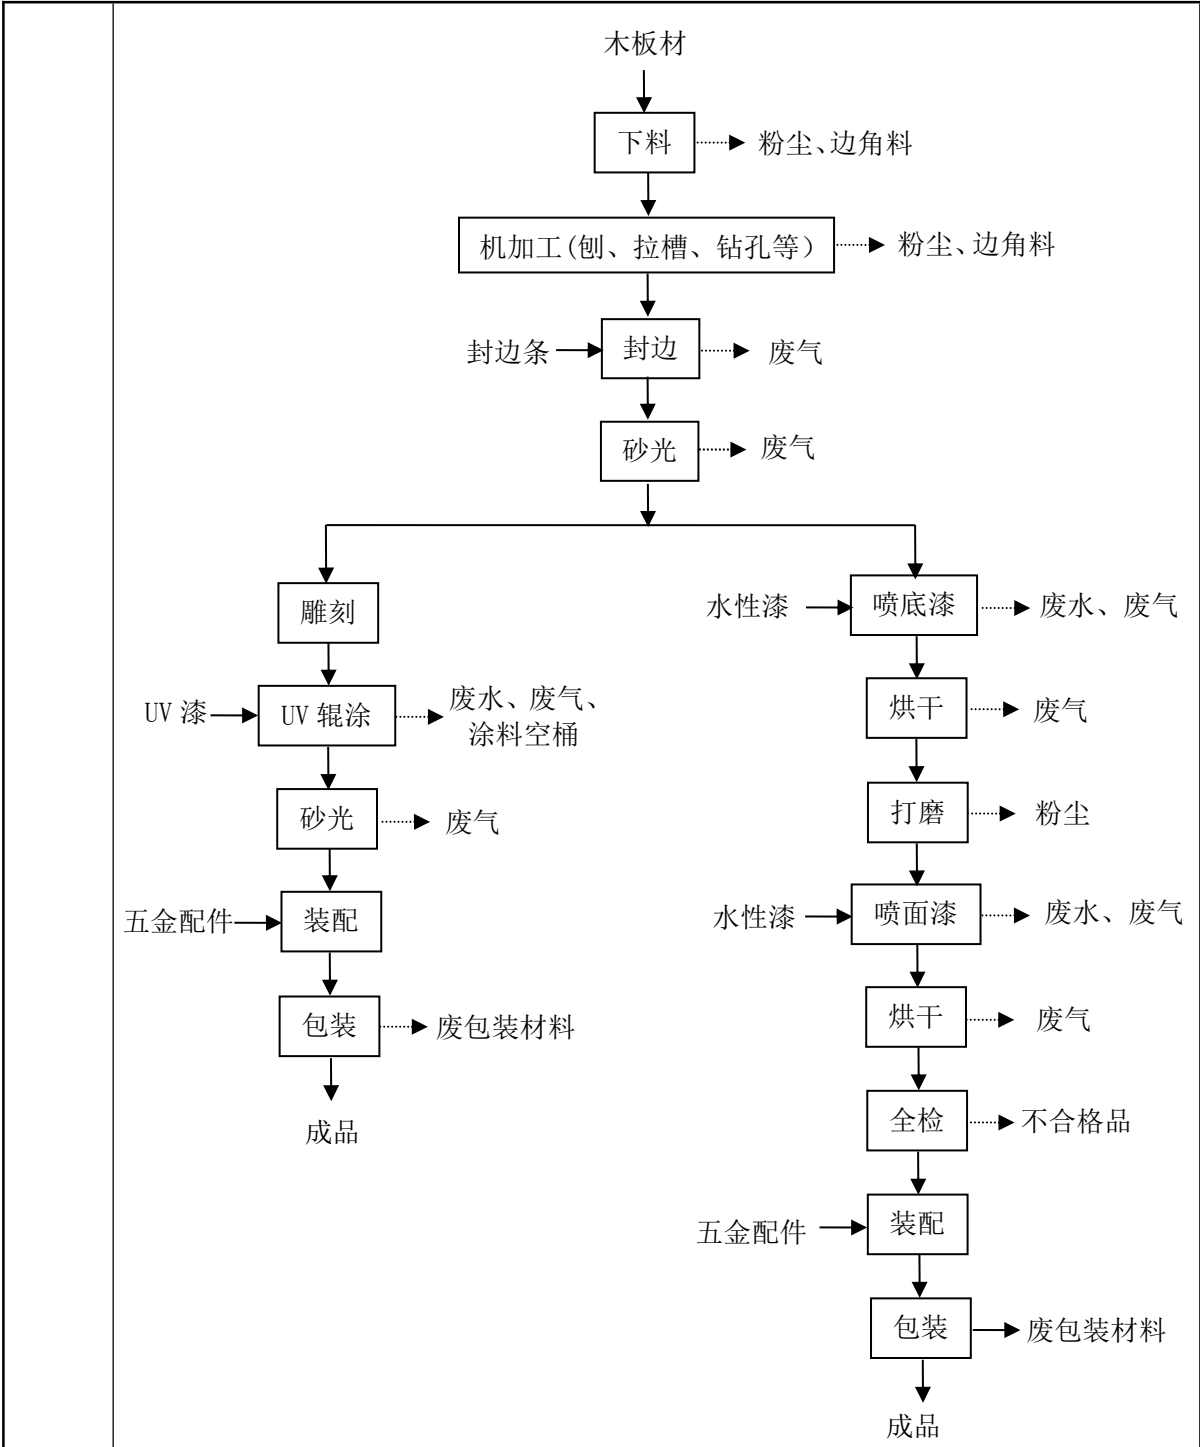 木板材
下料
粉尘、边角料
机加工(刨、拉槽、钻孔等）
粉尘、边角料
封边条
封边
废气
砂光
废气
雕刻
UV 漆
UV 辊涂
废水、废气、
涂料空桶
砂光
废气
五金配件
装配
包装
废包装材料
成品
水性漆
喷底漆
废水、废气
烘干
废气
打磨
粉尘
水性漆
喷面漆
废水、废气
烘干
废气
全检
不合格品
五金配件
装配
包装
废包装材料
成品